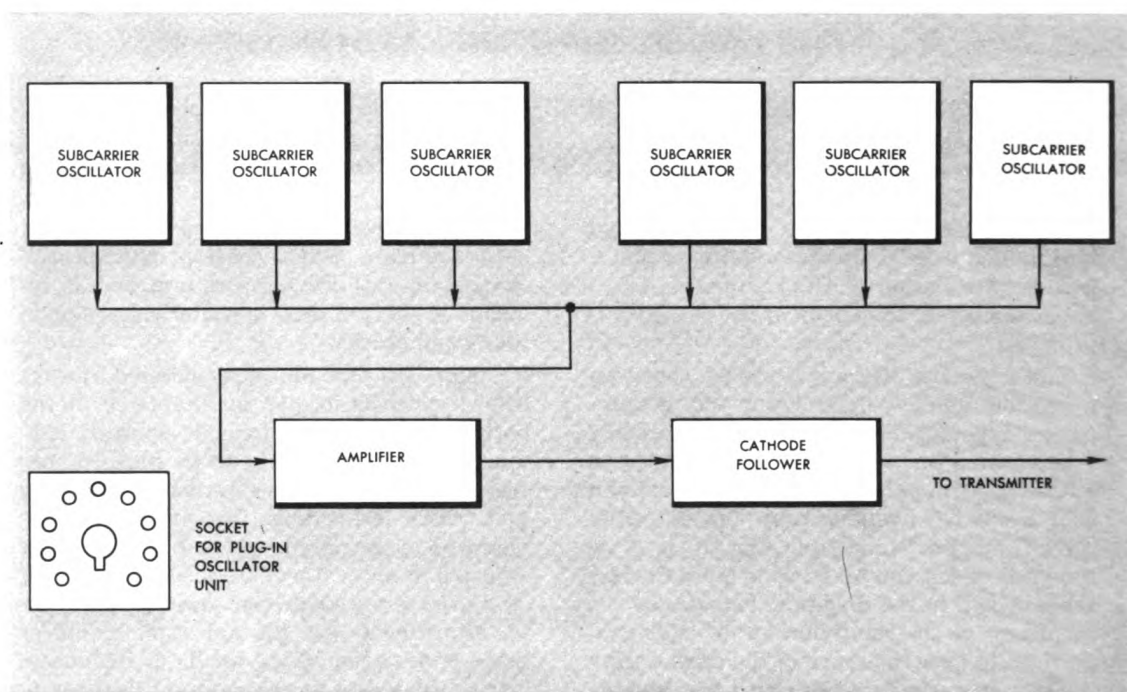 SUBCARRIER
OSCILLATOR
SUBCARRIER
OSCILLATOR
SUBCARRIER
OSCILLATOR
SUBCARRIER
OSCILLATOR
SUBCARRIER
OSCILLATOR
SUBCARRIER
OSCILLATOR
AMPLIFIER
CATHODE
FOLLOWER
TO TRANSMITTER
SOCKET
FOR PLUG-IN
OSCILLATOR
UNIT